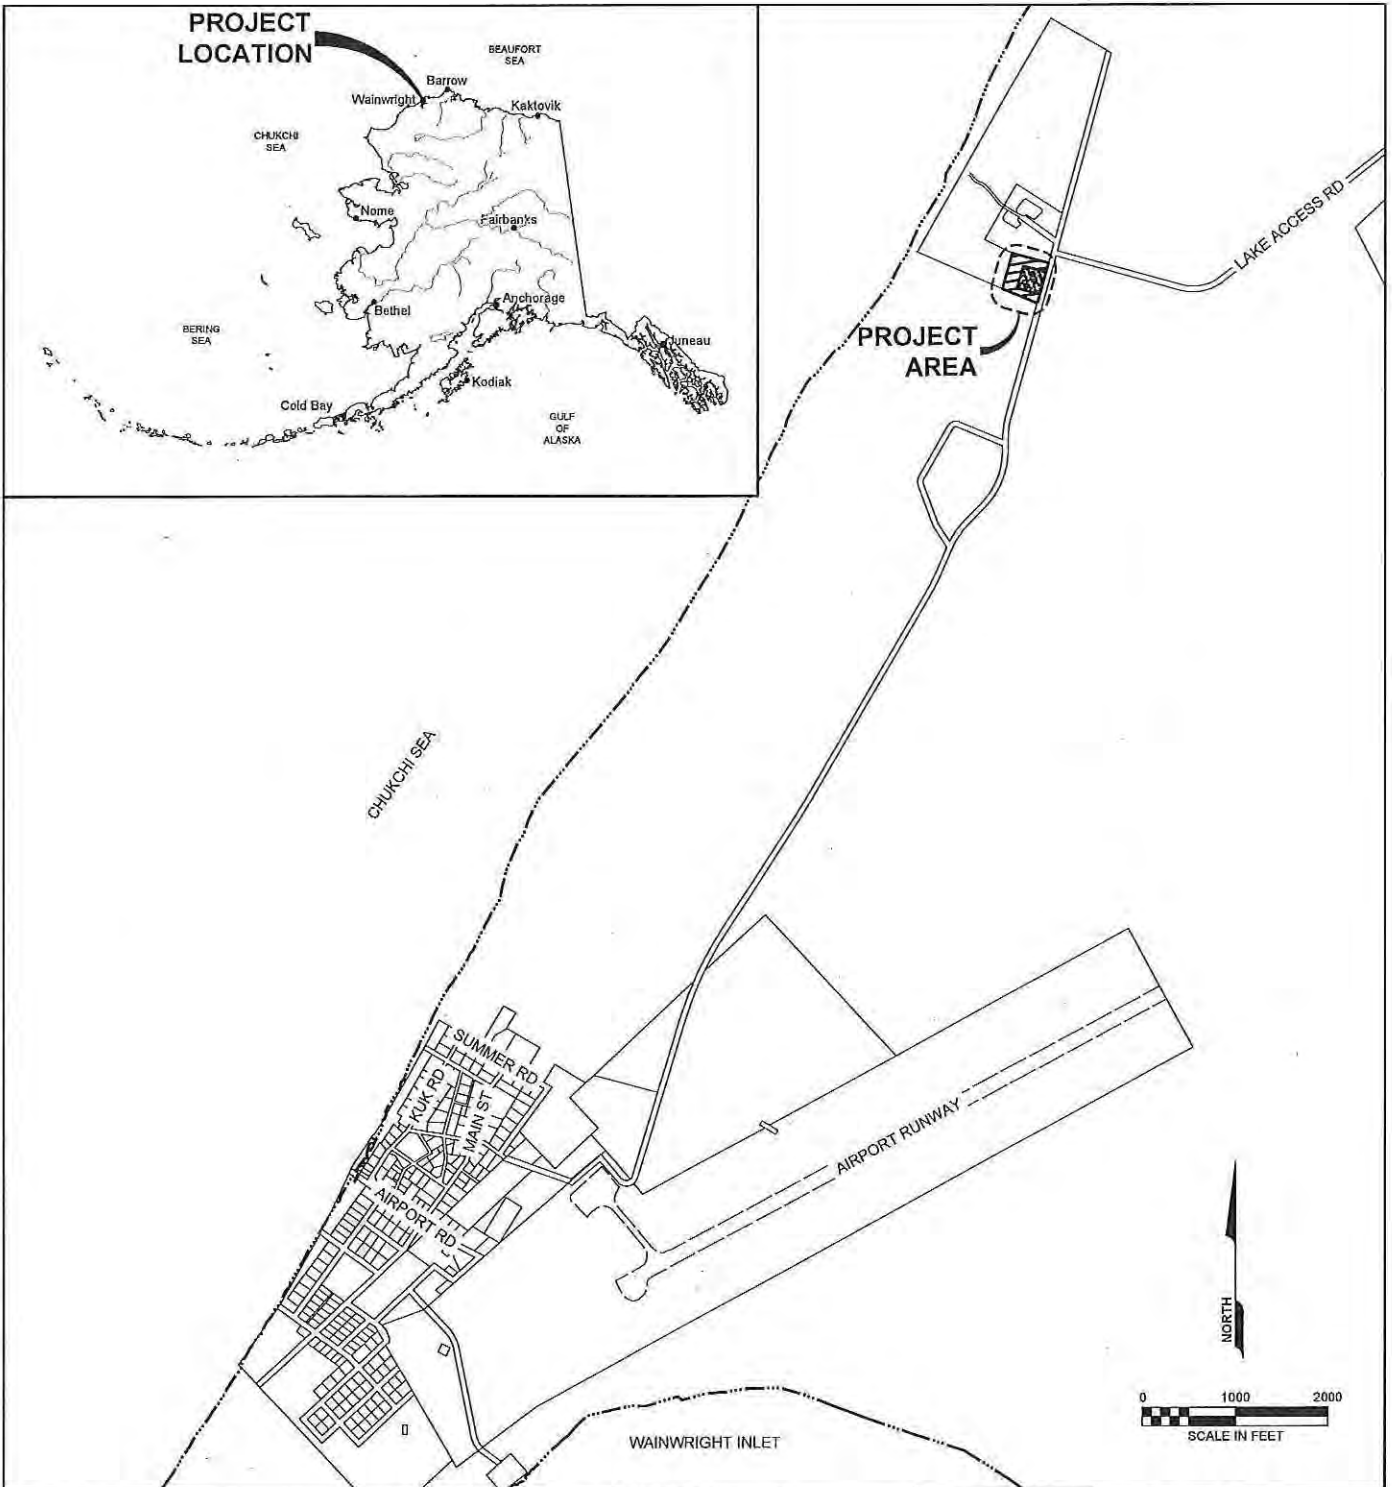 PROJECT
LOCATION
BEAUFORT
SEA
Barrow
Wainwright
Kaktovik
CHUKCHI
SEA
Nome
Fairbanks
Anchorage
Bethel
BERING
SEA
Juneau
Kodiak
Cold Bay
GULF
OF
ALASKA
LAKE ACCESS RD
PROJECT
AREA
CHUKCHI SEA
SUMMER RD
KUK RD
MAIN ST
AIRPORT RD
AIRPORT RUNWAY
NORTH
0 1000 2000
SCALE IN FEET
WAINWRIGHT INLET